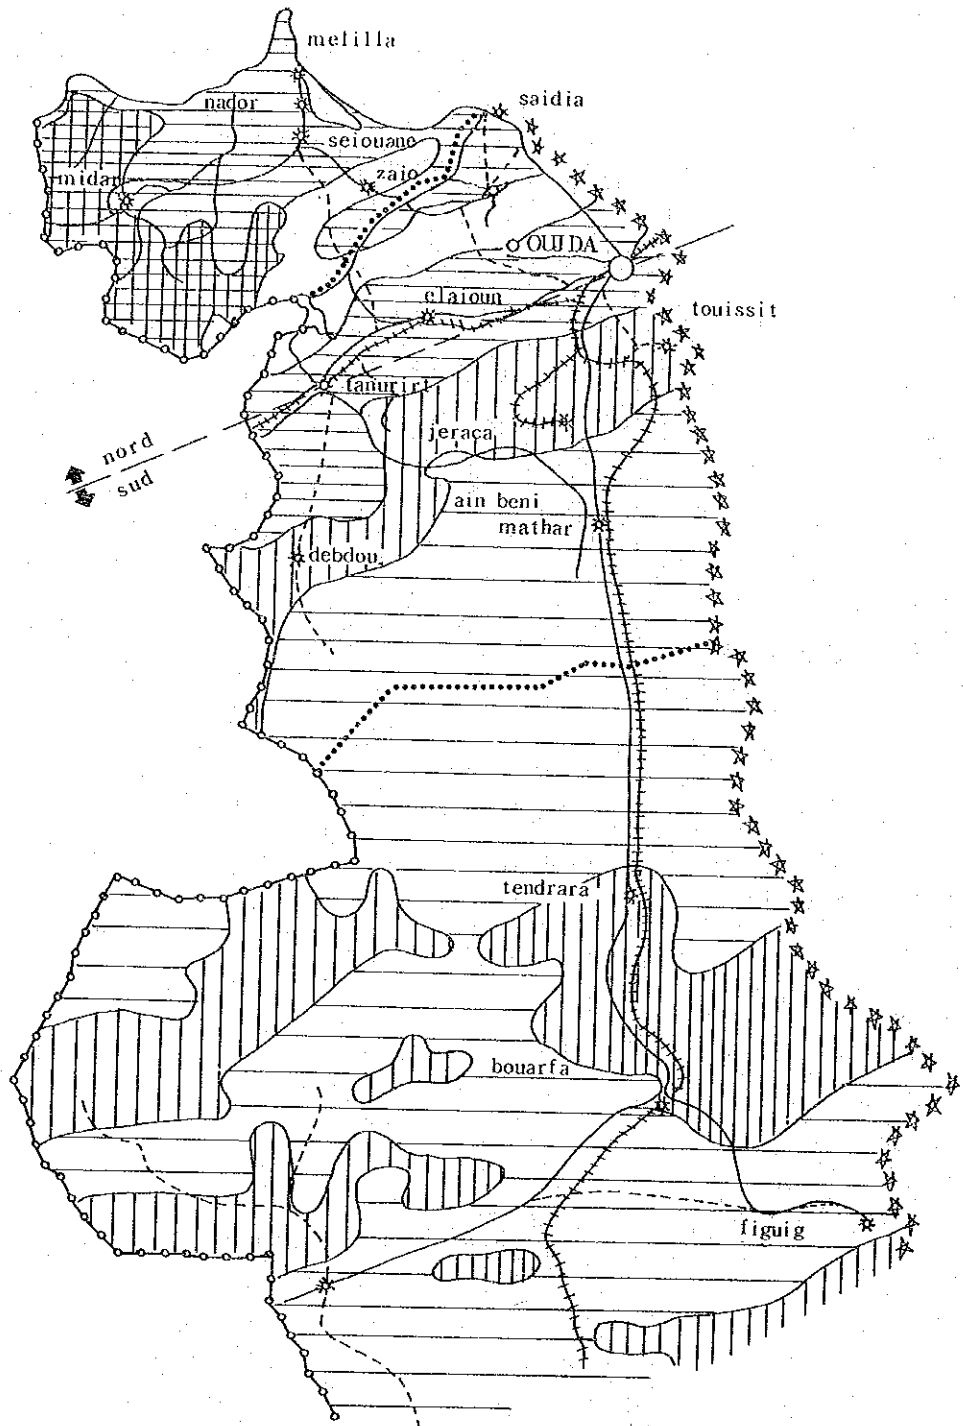 melilla
saidia
nador
seiouane
zaio
midar
OUJDA
elaioun
touissit
tanurirt
jeraca
nord
sud
ain beni
mathar
debdou
tendrara
bouarfa
figuig